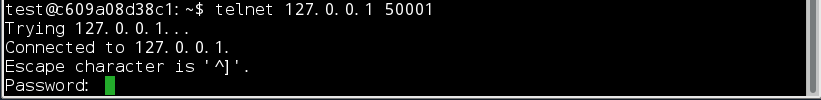 test@c609a08d38c1:~$ telnet 127.0.0.1 50001
Trying 127.0.0.1...
Connected to 127.0.0.1.
Escape character is '^]'.
Password: